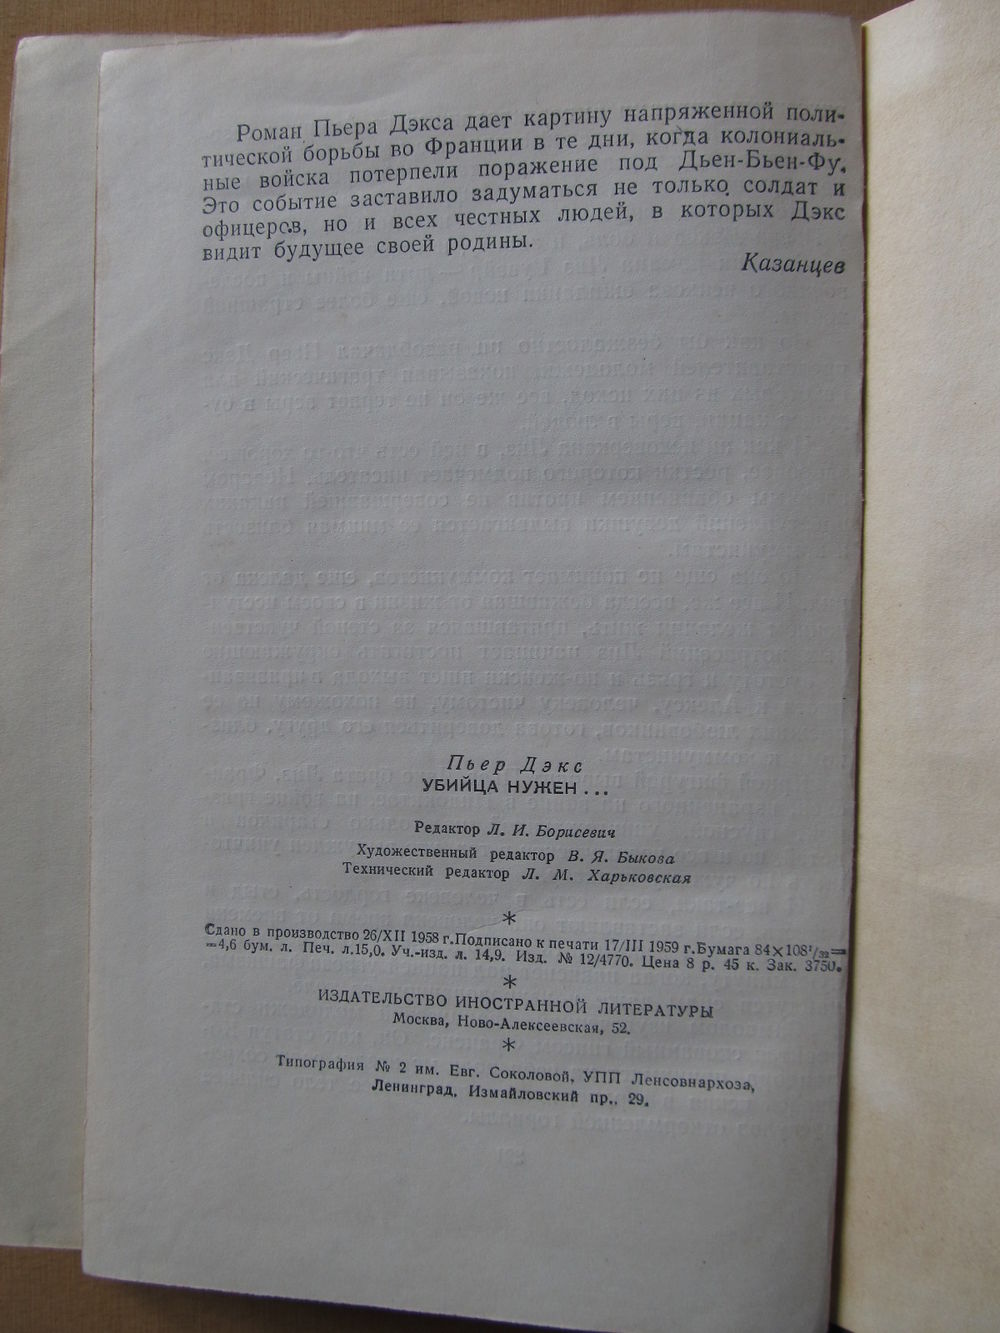 Роман Пьера Дэкса дает картину напряженной поли-
тической борьбы во Франции в те дни, когда колониаль-
ные войска потерпели поражение под Дьен-Бьен-Фу.
Это событие заставило задуматься не только солдат и
офицеров, но и всех честных людей, в которых Дэкс
видит будущее своей родины.
Казанцев
Пьер Дэкс
УБИЙЦА НУЖЕН...
Редактор Л. И. Борисевич
Художественный редактор В. Я. Быкова
Технический редактор Л. М. Харьковская
*
Сдано в производство 26/XII 1958 г. Подписано к печати 17/III 1959 г. Бумага 84×108¹/₃₂=
=4,6 бум. л. Печ. л. 15,0. Уч.-изд. л. 14,9. Изд. № 12/4770. Цена 8 р. 45 к. Зак. 3750.
*
ИЗДАТЕЛЬСТВО ИНОСТРАННОЙ ЛИТЕРАТУРЫ
Москва, Ново-Алексеевская, 52.
*
Типография № 2 им. Евг. Соколовой, УПП Ленсовнархоза,
Ленинград, Измайловский пр., 29.